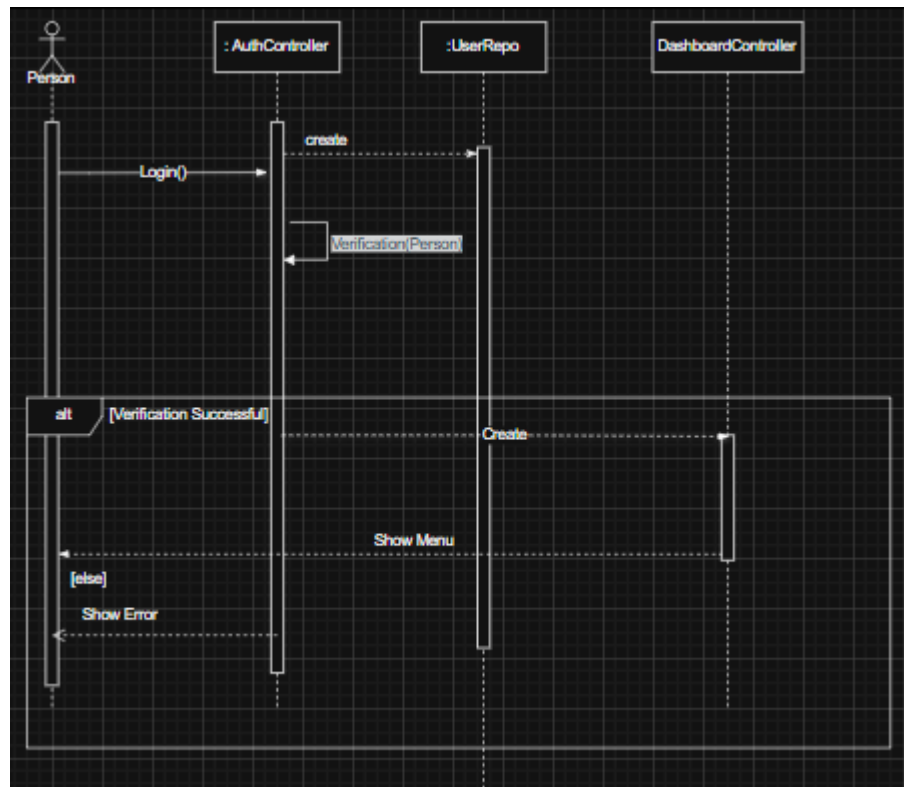 : AuthController
:UserRepo
DashboardController
Person
create
Login()
Verification(Person)
alt
[Verification Successful]
Create
Show Menu
[else]
Show Error